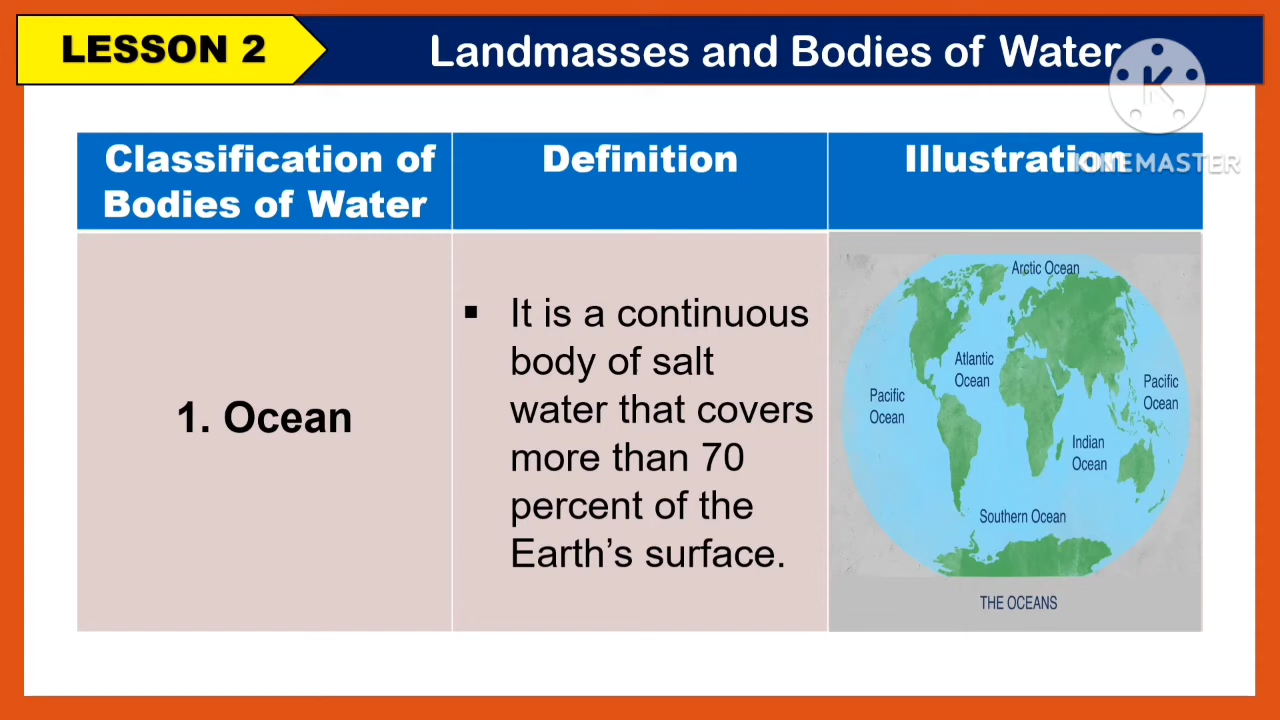 LESSON 2
Landmasses and Bodies of Water
K
KINEMASTER
Classification of
Bodies of Water
Definition
Illustration
1. Ocean
▪ It is a continuous
body of salt
water that covers
more than 70
percent of the
Earth’s surface.
Arctic Ocean
Atlantic
Ocean
Pacific
Ocean
Pacific
Ocean
Indian
Ocean
Southern Ocean
THE OCEANS